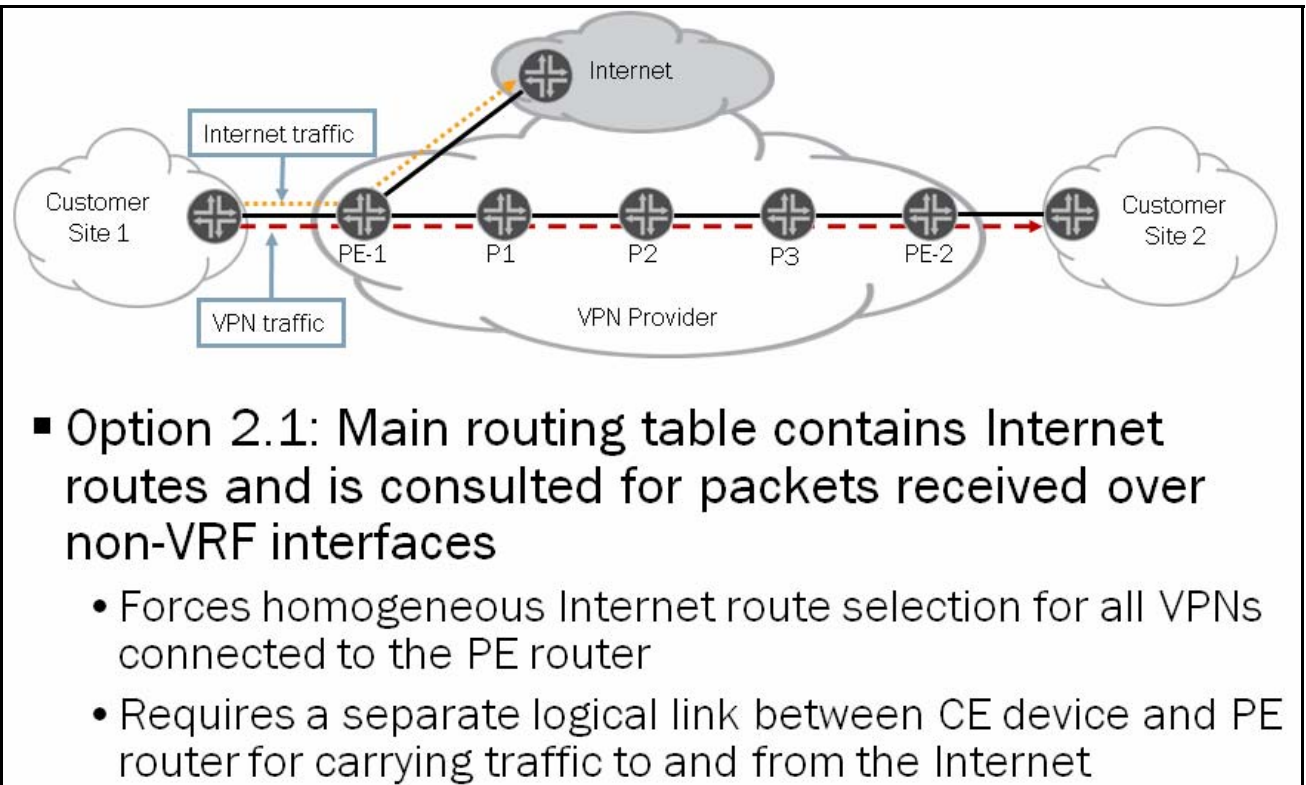 Internet
Internet traffic
Customer
Site 1
Customer
Site 2
PE-1
P1
P2
P3
PE-2
VPN traffic
VPN Provider
▪ Option 2.1: Main routing table contains Internet
routes and is consulted for packets received over
non-VRF interfaces
• Forces homogeneous Internet route selection for all VPNs
connected to the PE router
• Requires a separate logical link between CE device and PE
router for carrying traffic to and from the Internet